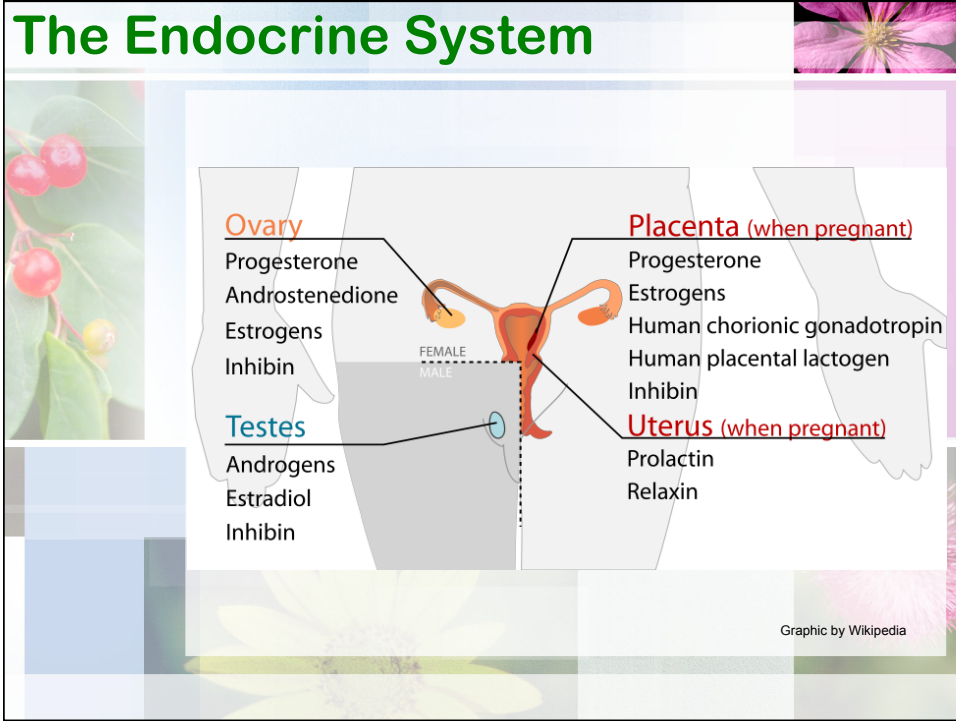 The Endocrine System
Ovary
Progesterone
Androstenedione
Estrogens
Inhibin
FEMALE
MALE
Testes
Androgens
Estradiol
Inhibin
Placenta (when pregnant)
Progesterone
Estrogens
Human chorionic gonadotropin
Human placental lactogen
Inhibin
Uterus (when pregnant)
Prolactin
Relaxin
Graphic by Wikipedia